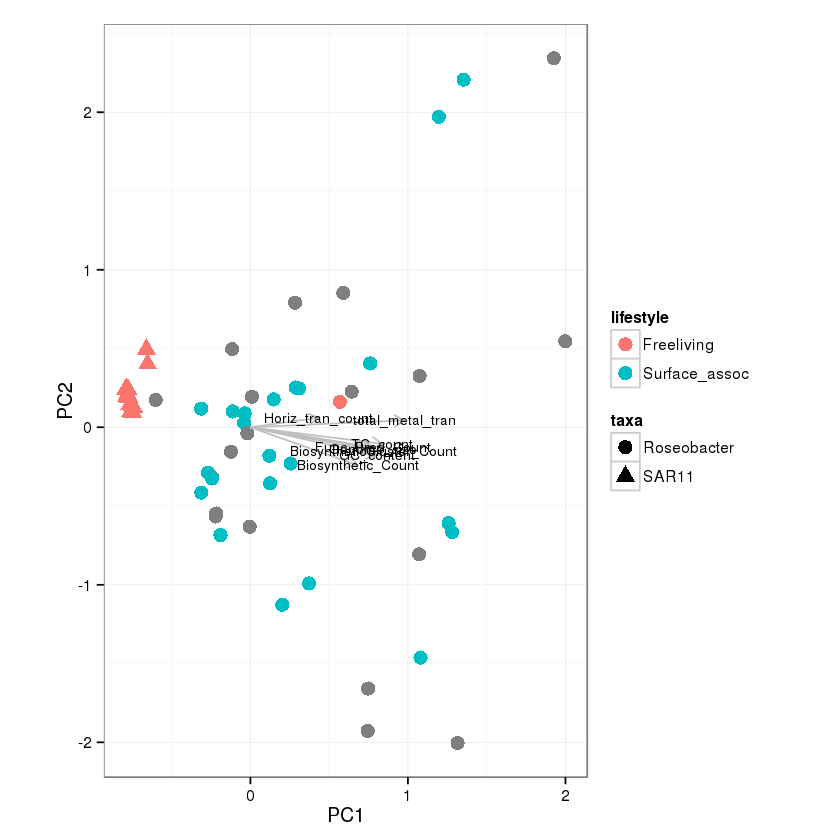 2
1
0
-1
-2
PC2
Horiz_tran_count
total_metal_tran
TC_count
GC_content
Biosynthetic_Count
0
1
2
PC1
lifestyle
Freeliving
Surface_assoc
taxa
Roseobacter
SAR11